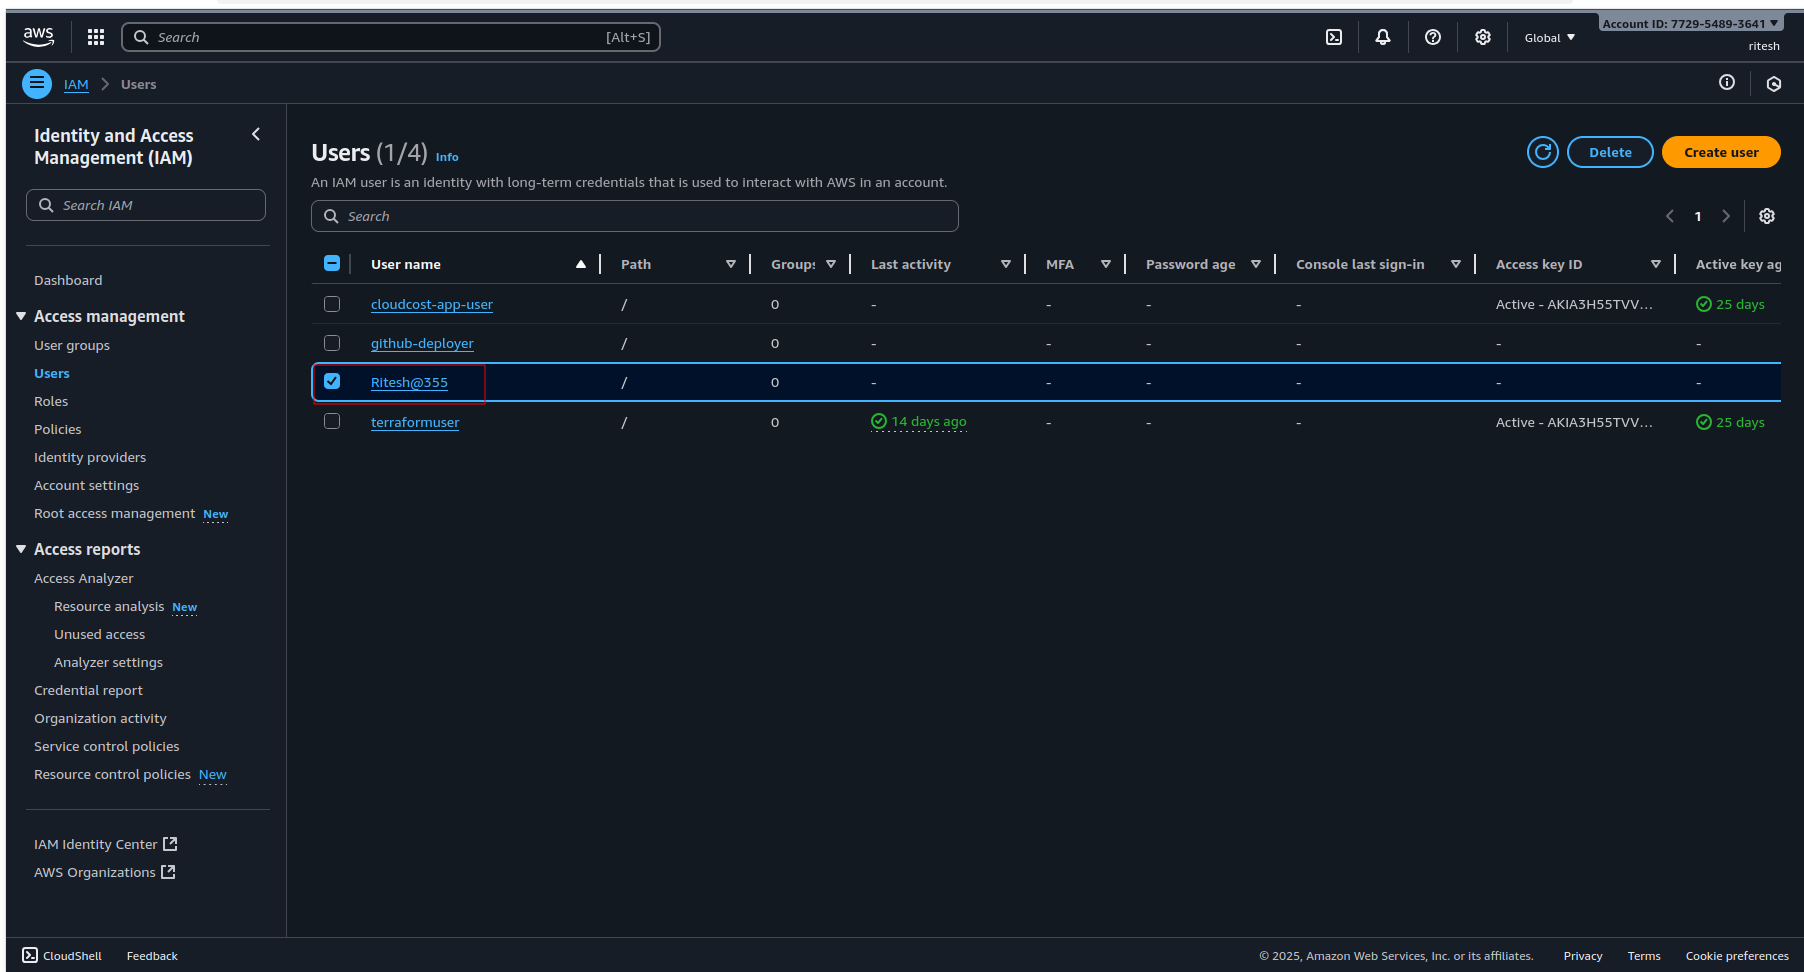 aws
Search [Alt+S]
Global
Account ID: 7729-5489-3641
ritesh
IAM
Users
Identity and Access
Management (IAM)
Search IAM
Dashboard
Access management
User groups
Users
Roles
Policies
Identity providers
Account settings
Root access management New
Access reports
Access Analyzer
Resource analysis New
Unused access
Analyzer settings
Credential report
Organization activity
Service control policies
Resource control policies New
IAM Identity Center
AWS Organizations
Users (1/4) Info
Delete
Create user
An IAM user is an identity with long-term credentials that is used to interact with AWS in an account.
Search
1
User name Path Groups Last activity MFA Password age Console last sign-in Access key ID Active key ag
cloudcost-app-user / 0 - - - - Active - AKIA3H55TVV... 25 days
github-deployer / 0 - - - - - -
Ritesh@355 / 0 - - - - - -
terraformuser / 0 14 days ago - - - Active - AKIA3H55TVV... 25 days
CloudShell Feedback
© 2025, Amazon Web Services, Inc. or its affiliates. Privacy Terms Cookie preferences